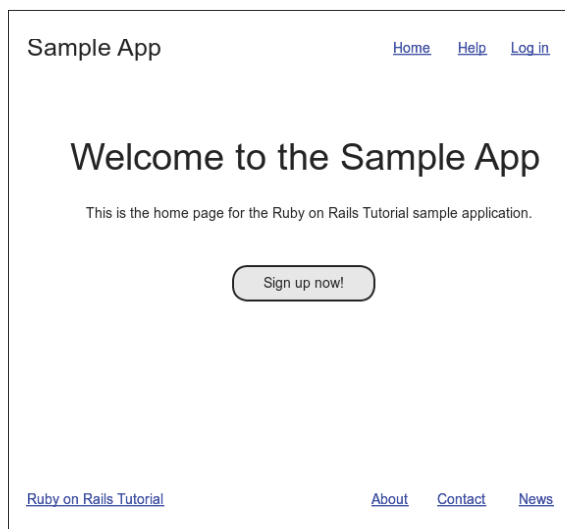 Sample App Home Help Log in
Welcome to the Sample App
This is the home page for the Ruby on Rails Tutorial sample application.
Sign up now!
Ruby on Rails Tutorial About Contact News